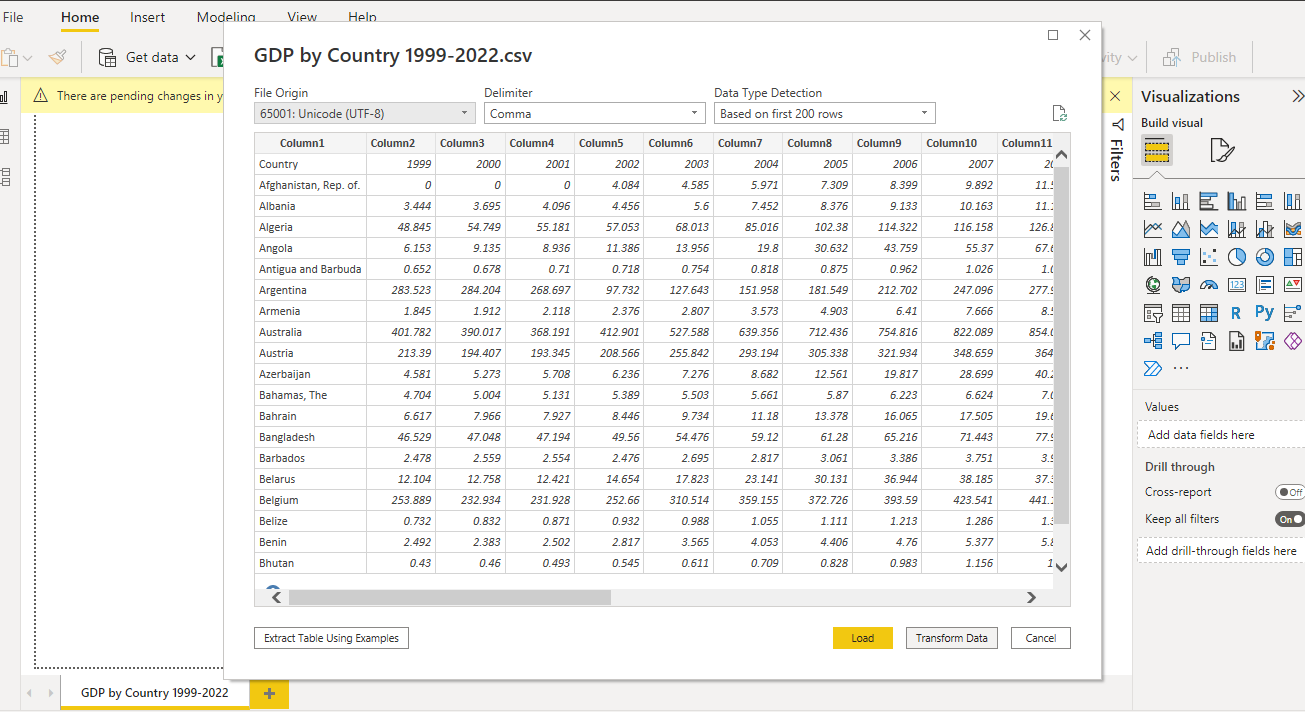 File Home Insert Modeling View Help
Get data
Publish
There are pending changes in y
GDP by Country 1999-2022.csv
File Origin Delimiter Data Type Detection
65001: Unicode (UTF-8) Comma Based on first 200 rows
Column1 Column2 Column3 Column4 Column5 Column6 Column7 Column8 Column9 Column10 Column11
Country 1999 2000 2001 2002 2003 2004 2005 2006 2007
Afghanistan, Rep. of. 0 0 0 4.084 4.585 5.971 7.309 8.399 9.892
Albania 3.444 3.695 4.096 4.456 5.6 7.452 8.376 9.133 10.163
Algeria 48.845 54.749 55.181 57.053 68.013 85.016 102.38 114.322 116.158
Angola 6.153 9.135 8.936 11.386 13.956 19.8 30.632 43.759 55.37
Antigua and Barbuda 0.652 0.678 0.71 0.718 0.754 0.818 0.875 0.962 1.026
Argentina 283.523 284.204 268.697 97.732 127.643 151.958 181.549 212.702 247.096
Armenia 1.845 1.912 2.118 2.376 2.807 3.573 4.903 6.41 7.666
Australia 401.782 390.017 368.191 412.901 527.588 639.356 712.436 754.816 822.089
Austria 213.39 194.407 193.345 208.566 255.842 293.194 305.338 321.934 348.659
Azerbaijan 4.581 5.273 5.708 6.236 7.276 8.682 12.561 19.817 28.699
Bahamas, The 4.704 5.004 5.131 5.389 5.503 5.661 5.87 6.223 6.624
Bahrain 6.617 7.966 7.927 8.446 9.734 11.18 13.378 16.065 17.505
Bangladesh 46.529 47.048 47.194 49.56 54.476 59.12 61.28 65.216 71.443
Barbados 2.478 2.559 2.554 2.476 2.695 2.817 3.061 3.386 3.751
Belarus 12.104 12.758 12.421 14.654 17.823 23.141 30.131 36.944 38.185
Belgium 253.889 232.934 231.928 252.66 310.514 359.155 372.726 393.59 423.541
Belize 0.732 0.832 0.871 0.932 0.988 1.055 1.111 1.213 1.286
Benin 2.492 2.383 2.502 2.817 3.565 4.053 4.406 4.76 5.377
Bhutan 0.43 0.46 0.493 0.545 0.611 0.709 0.828 0.983 1.156
Extract Table Using Examples Load Transform Data Cancel
GDP by Country 1999-2022
Filters
Visualizations
Build visual
123
R Py
Values
Add data fields here
Drill through
Cross-report Off
Keep all filters On
Add drill-through fields here